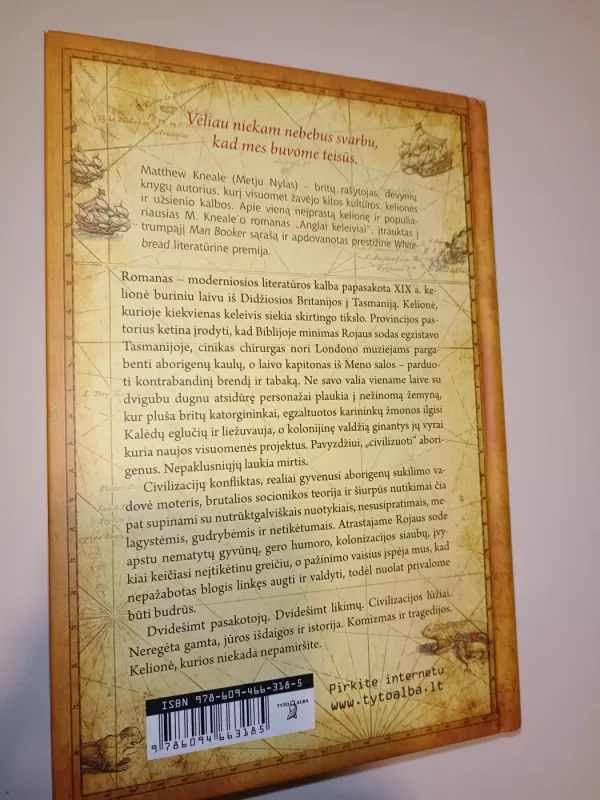 Vėliau niekam nebebus svarbu,
kad mes buvome teisūs.
Matthew Kneale (Metju Nylas) – britų rašytojas, devynių
knygų autorius, kurį visuomet žavėjo kitos kultūros, kelionės
ir užsienio kalbos. Apie vieną neįprastą kelionę ir populia-
riausias M. Kneale'o romanas „Anglai keleiviai“, įtrauktas į
trumpąjį Man Booker sąrašą ir apdovanotas prestižine White-
bread literatūrine premija.
Romanas – moderniosios literatūros kalba papasakota XIX a. ke-
lionė buriniu laivu iš Didžiosios Britanijos į Tasmaniją. Kelionė,
kurioje kiekvienas keleivis siekia skirtingo tikslo. Provincijos pas-
torius ketina įrodyti, kad Biblijoje minimas Rojaus sodas egzistavo
Tasmanijoje, cinikas chirurgas nori Londono muziejams parga-
benti aborigenų kaulų, o laivo kapitonas iš Meno salos – parduo-
ti kontrabandinį brendį ir tabaką. Ne savo valia viename laive su
dvigubu dugnu atsidūrę personažai plaukia į nežinomą žemyną,
kur pluša britų katorgininkai, egzaltuotos karininkų žmonos ilgisi
Kalėdų eglučių ir liežuvauja, o kolonijinę valdžią ginantys jų vyrai
kuria naujos visuomenės projektus. Pavyzdžiui, „civilizuoti“ abori-
genus. Nepaklusniųjų laukia mirtis.
Civilizacijų konfliktas, realiai gyvenusi aborigenų sukilimo va-
dovė moteris, brutalios socionikos teorija ir šiurpūs nutikimai čia
pat supinami su nutrūktgalviškais nuotykiais, nesusipratimais, me-
lagystėmis, gudrybėmis ir netikėtumais. Atrastajame Rojaus sode
apstu nematytų gyvūnų, gero humoro, kolonizacijos siaubų, įvy-
kiai keičiasi neįtikėtinu greičiu, o pažinimo vaisius įspėja mus, kad
nepažabotas blogis linkęs augti ir valdyti, todėl nuolat privalome
būti budrūs.
Dvidešimt pasakotojų. Dvidešimt likimų. Civilizacijos lūžiai.
Neregėta gamta, jūros išdaigos ir istorija. Komizmas ir tragedijos.
Kelionė, kurios niekada nepamiršite.
ISBN 978-609-466-318-5
TYTO ALBA
9 786094 663185
Pirkite internetu:
www.tytoalba.lt